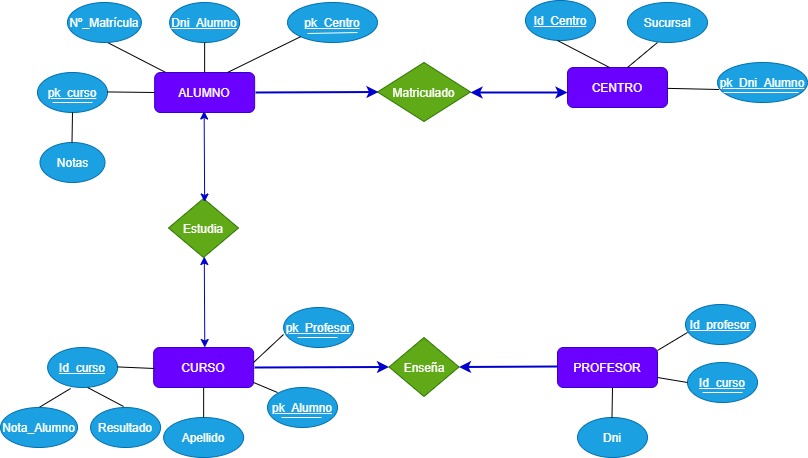 Nº_Matrícula
Dni_Alumno
pk_Centro
Id_Centro
Sucursal
pk_curso
ALUMNO
Matriculado
CENTRO
pk_Dni_Alumno
Notas
Estudia
pk_Profesor
Id_profesor
Id_curso
CURSO
Enseña
PROFESOR
Id_curso
pk_Alumno
Nota_Alumno
Resultado
Apellido
Dni